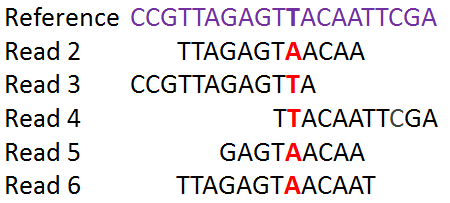 Reference CCGTTAGAGTTACAATTCGA
Read 2 TTAGAGTAACAA
Read 3 CCGTTAGAGTTA
Read 4 TTACAATTCGA
Read 5 GAGTAACAA
Read 6 TTAGAGTAACAAT